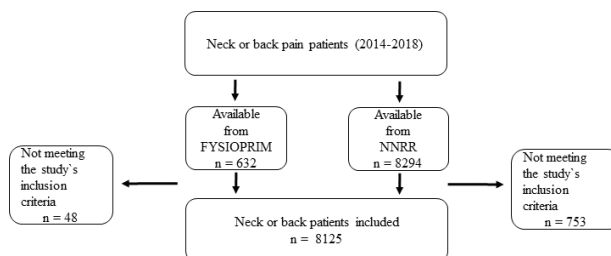 Neck or back pain patients (2014-2018)
Available
from
FYSIOPRIM
n = 632
Available
from
NNRR
n = 8294
Not meeting
the study`s
inclusion
criteria
n = 48
Not meeting
the study`s
inclusion
criteria
n = 753
Neck or back patients included
n = 8125